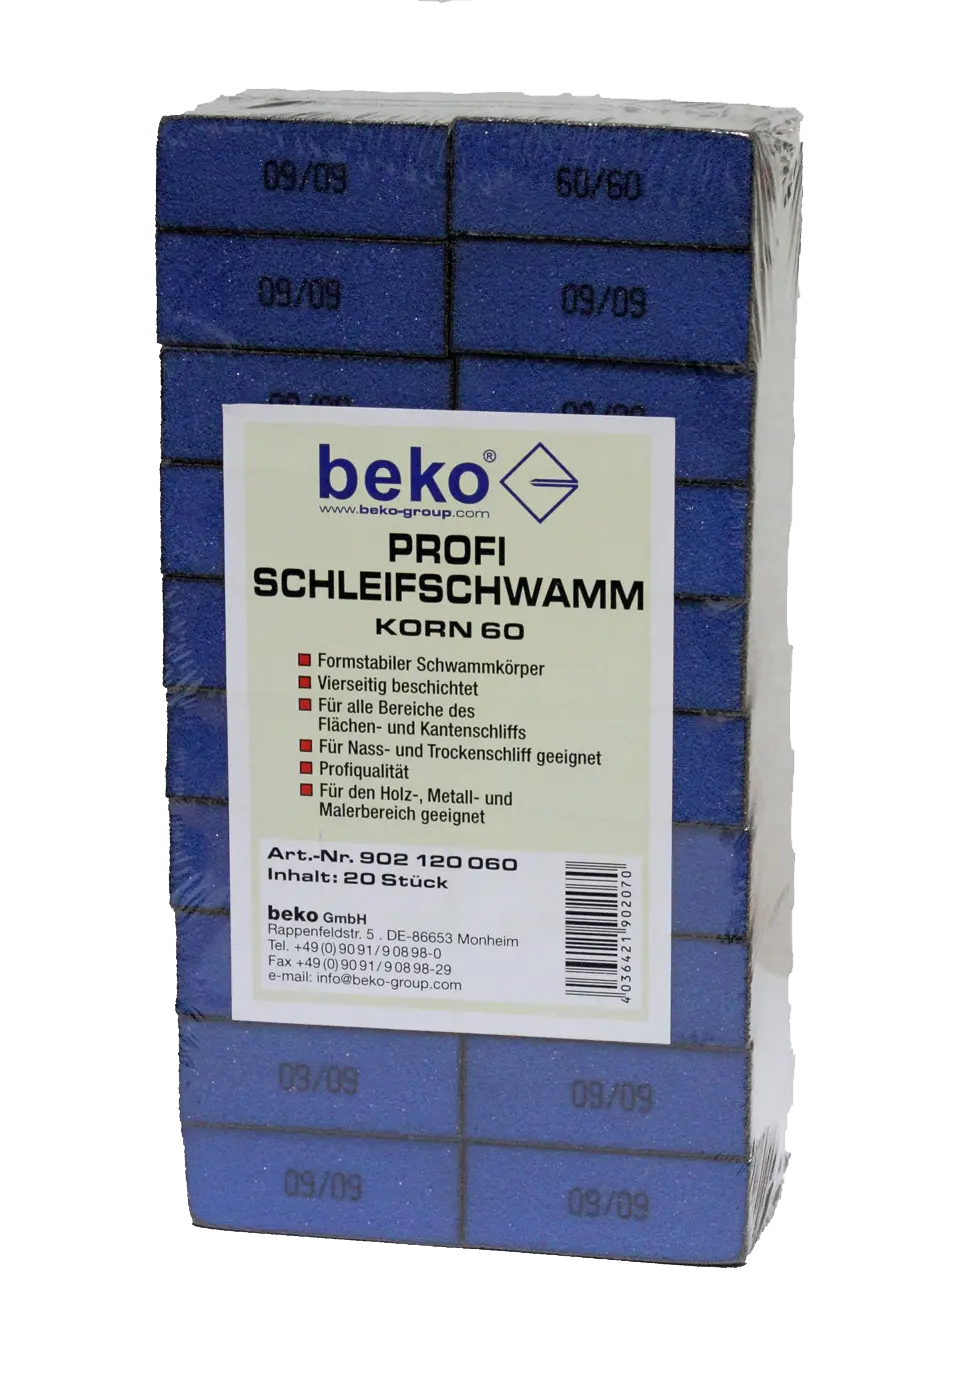 09/09
60/60
09/09
09/09
beko®
www.beko-group.com
PROFI
SCHLEIFSCHWAMM
KORN 60
Formstabiler Schwammkörper
Vierseitig beschichtet
Für alle Bereiche des
Flächen- und Kantenschliffs
Für Nass- und Trockenschliff geeignet
Profiqualität
Für den Holz-, Metall- und
Malerbereich geeignet
Art.-Nr. 902 120 060
Inhalt: 20 Stück
beko GmbH
Rappenfeldstr. 5 . DE-86653 Monheim
Tel. +49 (0) 90 91 / 9 08 98-0
Fax +49 (0) 90 91 / 9 08 98-29
e-mail: info@beko-group.com
4 036421 902070
09/09
09/09
09/09
09/09